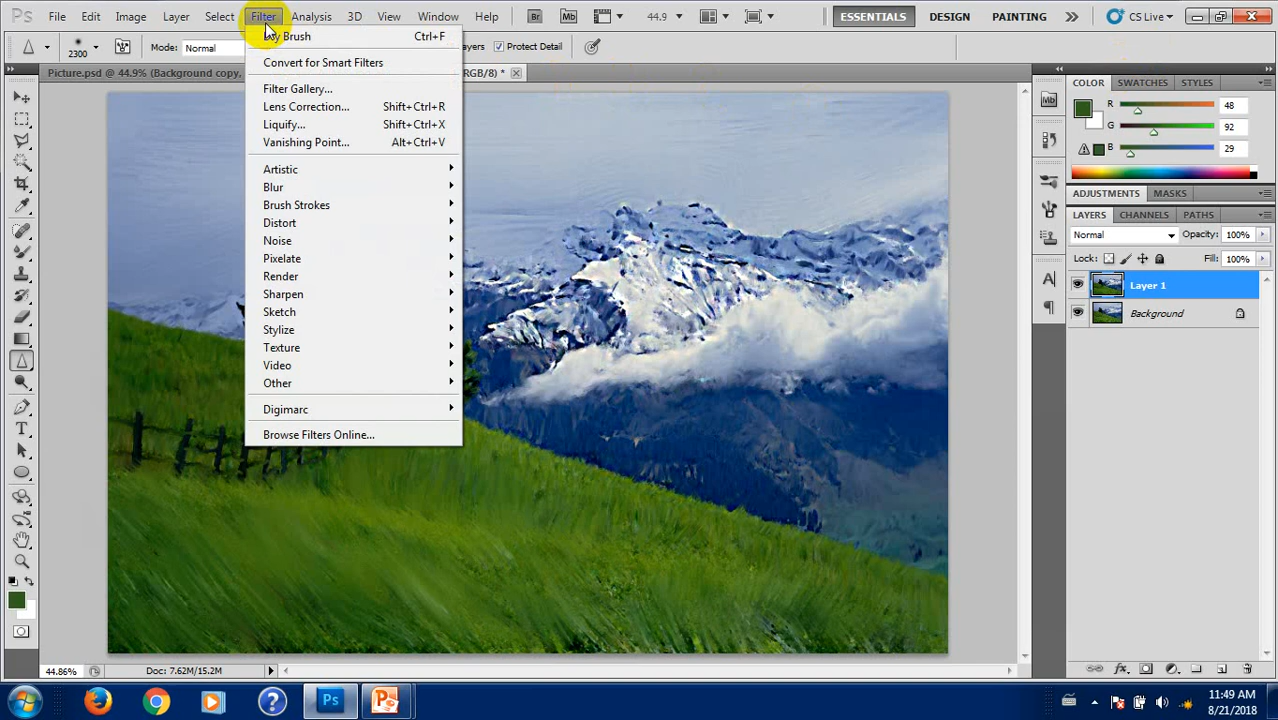 Ps File Edit Image Layer Select Filter Analysis 3D View Window Help Br Mb 44.9 ESSENTIALS DESIGN PAINTING CS Live
2300 Mode: Normal Protect Detail
Picture.psd @ 44.9% (Background copy, RGB/8) *
Brush Ctrl+F
Convert for Smart Filters
Filter Gallery...
Lens Correction... Shift+Ctrl+R
Liquify... Shift+Ctrl+X
Vanishing Point... Alt+Ctrl+V
Artistic
Blur
Brush Strokes
Distort
Noise
Pixelate
Render
Sharpen
Sketch
Stylize
Texture
Video
Other
Digimarc
Browse Filters Online...
COLOR SWATCHES STYLES
R 48
G 92
B 29
ADJUSTMENTS MASKS
LAYERS CHANNELS PATHS
Normal Opacity: 100%
Lock: Fill: 100%
Layer 1
Background
44.86% Doc: 7.62M/15.2M
Ps
11:49 AM
8/21/2018